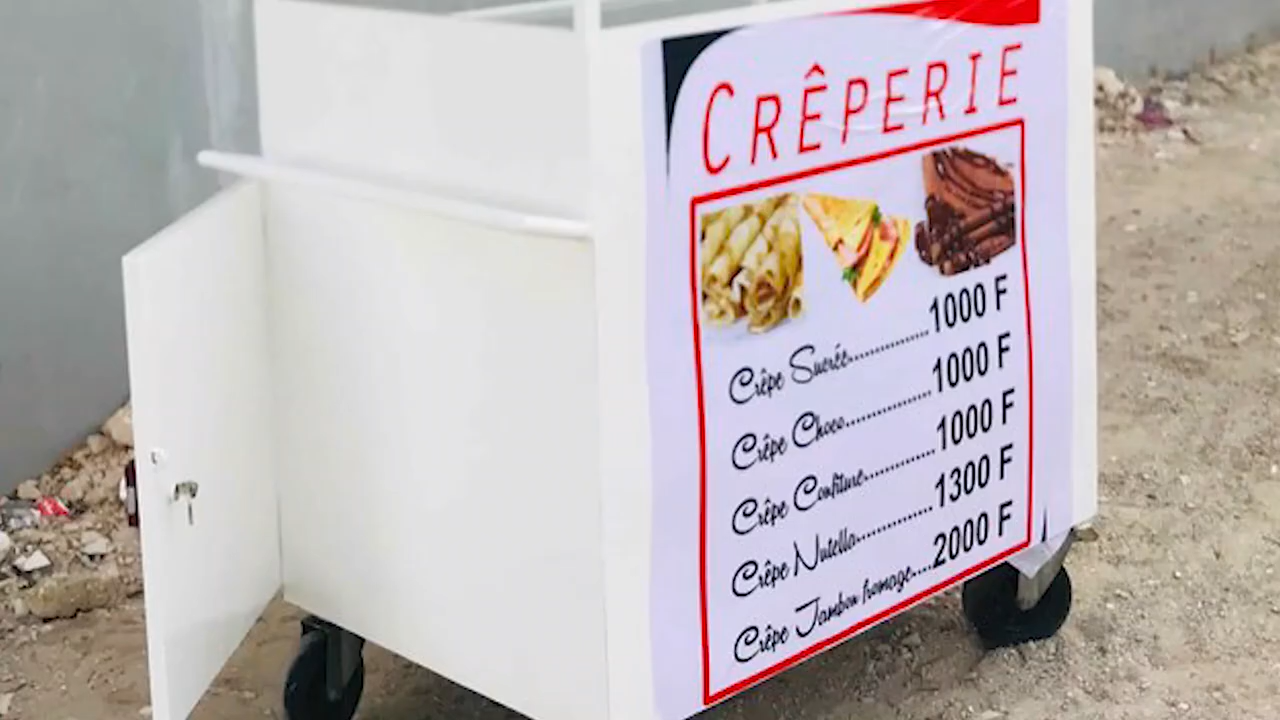 CRÊPERIE
Crêpe Sucrée..............1000 F
Crêpe Choco..............1000 F
Crêpe Confiture............1000 F
Crêpe Nutella.............1300 F
Crêpe Jambon fromage....2000 F